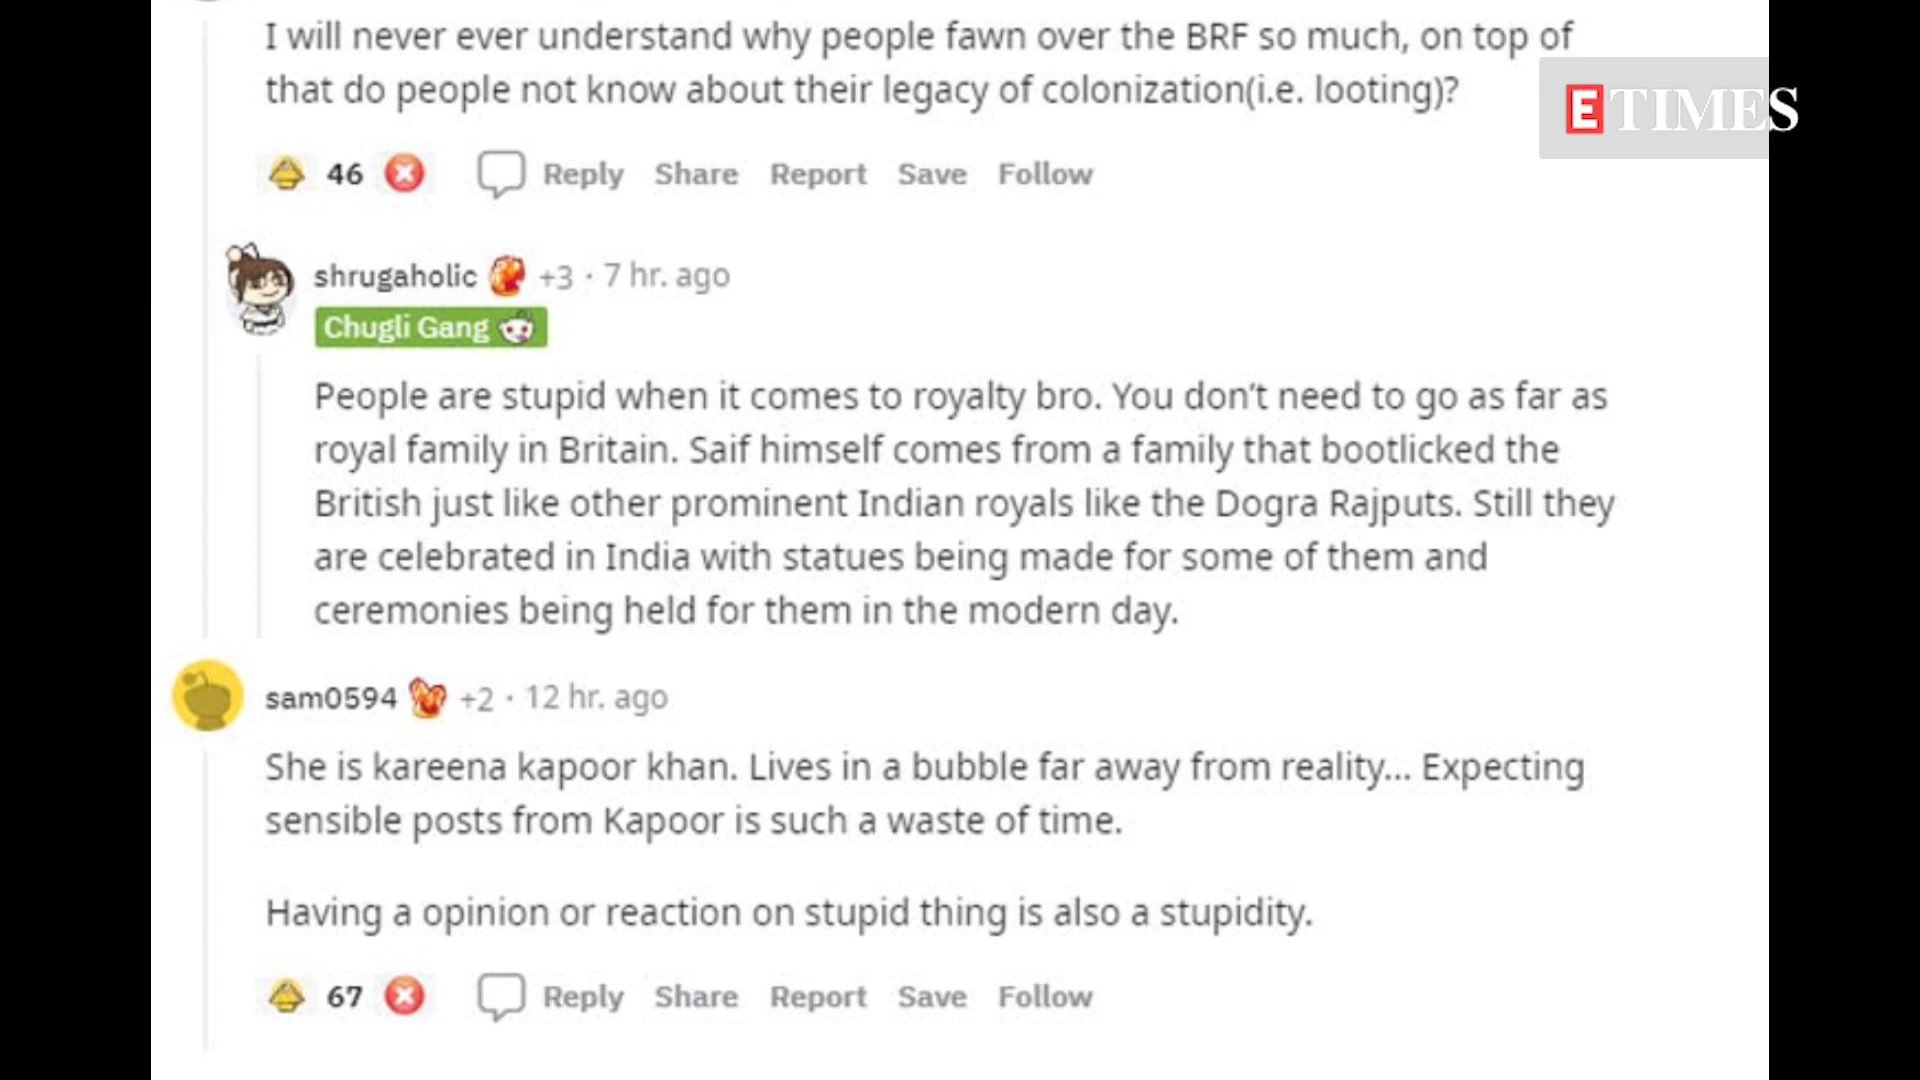 I will never ever understand why people fawn over the BRF so much, on top of
that do people not know about their legacy of colonization(i.e. looting)?
E TIMES
46 Reply Share Report Save Follow
shrugaholic +3 · 7 hr. ago
Chugli Gang
People are stupid when it comes to royalty bro. You don't need to go as far as
royal family in Britain. Saif himself comes from a family that bootlicked the
British just like other prominent Indian royals like the Dogra Rajputs. Still they
are celebrated in India with statues being made for some of them and
ceremonies being held for them in the modern day.
sam0594 +2 · 12 hr. ago
She is kareena kapoor khan. Lives in a bubble far away from reality... Expecting
sensible posts from Kapoor is such a waste of time.
Having a opinion or reaction on stupid thing is also a stupidity.
67 Reply Share Report Save Follow